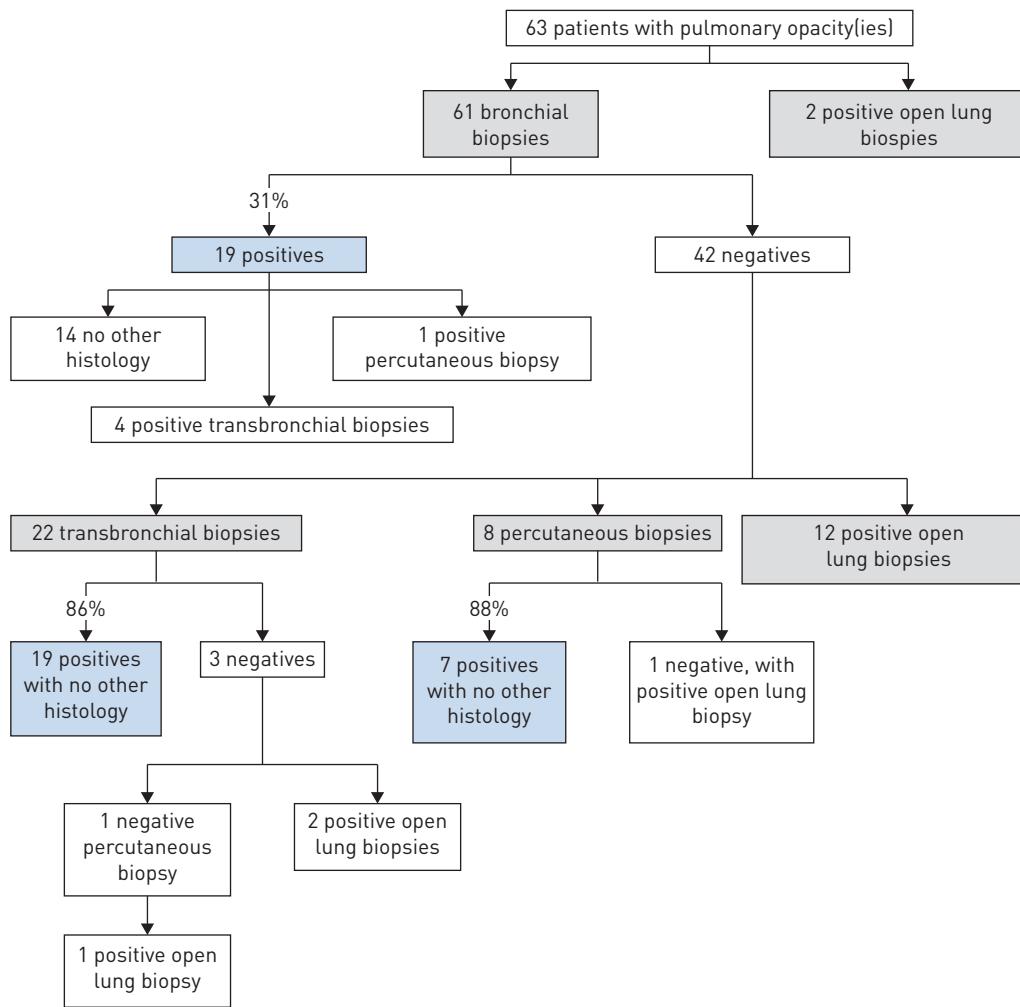 63 patients with pulmonary opacity(ies)
61 bronchial
biopsies
2 positive open lung
biospies
31%
19 positives
42 negatives
14 no other
histology
1 positive
percutaneous biopsy
4 positive transbronchial biopsies
22 transbronchial biopsies
8 percutaneous biopsies
12 positive open
lung biopsies
86%
88%
19 positives
with no other
histology
3 negatives
7 positives
with no other
histology
1 negative, with
positive open lung
biopsy
1 negative
percutaneous
biopsy
2 positive open
lung biopsies
1 positive open
lung biopsy